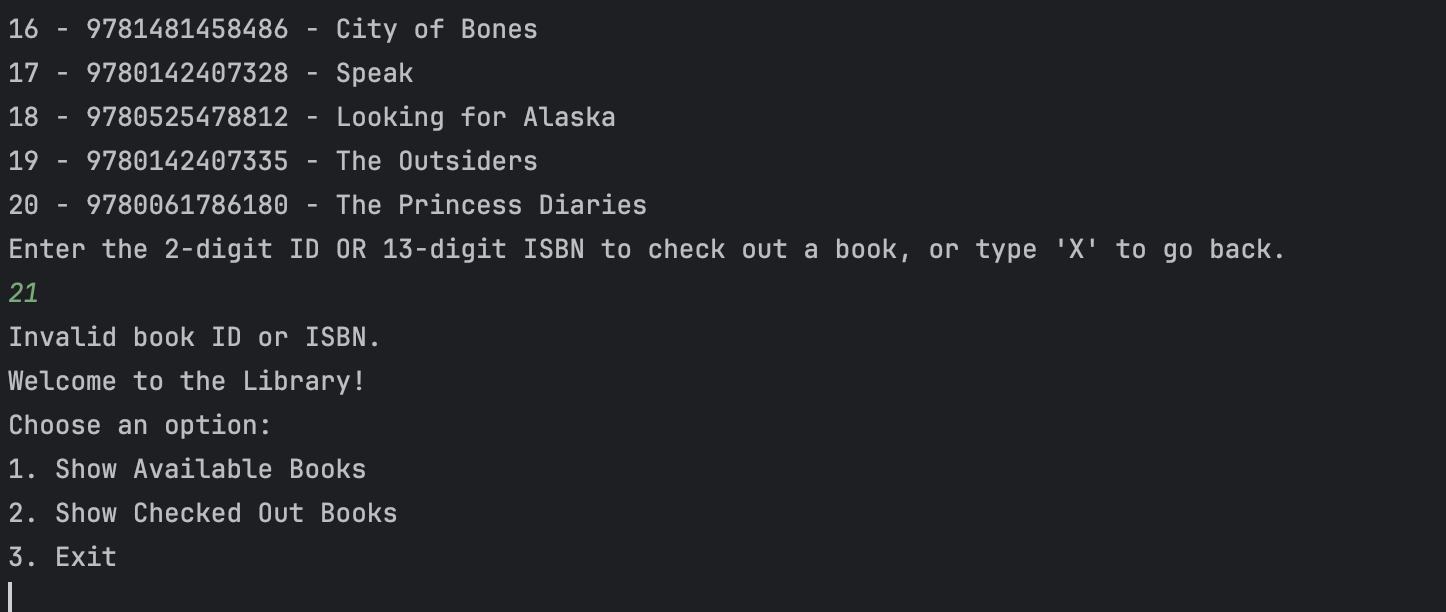 16 - 9781481458486 - City of Bones
17 - 9780142407328 - Speak
18 - 9780525478812 - Looking for Alaska
19 - 9780142407335 - The Outsiders
20 - 9780061786180 - The Princess Diaries
Enter the 2-digit ID OR 13-digit ISBN to check out a book, or type 'X' to go back.
21
Invalid book ID or ISBN.
Welcome to the Library!
Choose an option:
1. Show Available Books
2. Show Checked Out Books
3. Exit